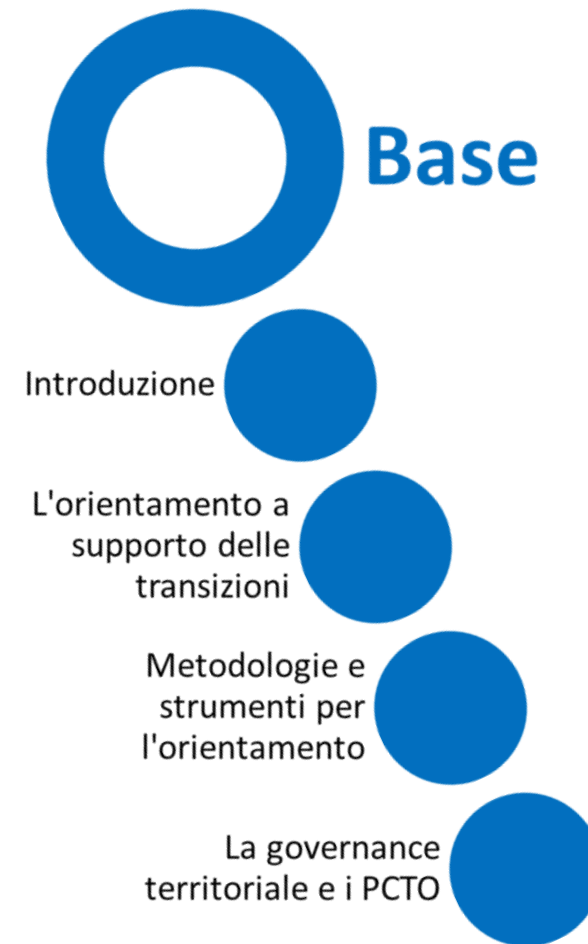 Base
Introduzione
L'orientamento a
supporto delle
transizioni
Metodologie e
strumenti per
l'orientamento
La governance
territoriale e i PCTO